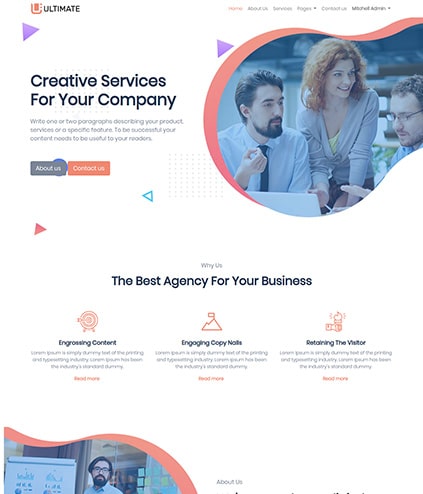 ULTIMATE
Home About Us Services Pages Contact us Mitchell Admin
Creative Services
For Your Company
Write one or two paragraphs describing your product,
services or a specific feature. To be successful your
content needs to be useful to your readers.
About us Contact us
Why Us
The Best Agency For Your Business
Engrossing Content
Lorem Ipsum is simply dummy text of the printing
and typesetting industry. Lorem Ipsum has been
the industry's standard dummy.
Read more
Engaging Copy Nails
Lorem Ipsum is simply dummy text of the printing
and typesetting industry. Lorem Ipsum has been
the industry's standard dummy.
Read more
Retaining The Visitor
Lorem Ipsum is simply dummy text of the printing
and typesetting industry. Lorem Ipsum has been
the industry's standard dummy.
Read more
About Us